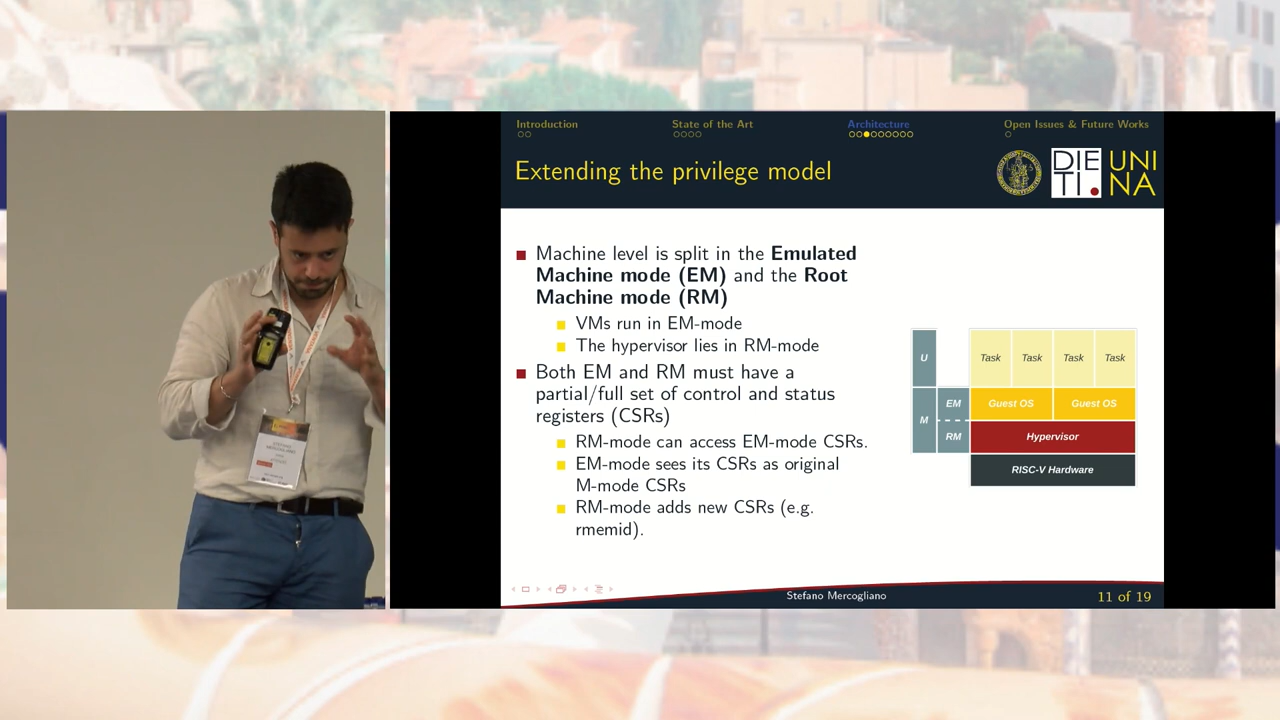 Introduction
State of the Art
Architecture
Open Issues & Future Works
Extending the privilege model
DIE
TI.
UNI
NA
Machine level is split in the Emulated
Machine mode (EM) and the Root
Machine mode (RM)
VMs run in EM-mode
The hypervisor lies in RM-mode
Both EM and RM must have a
partial/full set of control and status
registers (CSRs)
RM-mode can access EM-mode CSRs.
EM-mode sees its CSRs as original
M-mode CSRs
RM-mode adds new CSRs (e.g.
rmemid).
U
Task Task Task Task
M
EM
Guest OS Guest OS
RM
Hypervisor
RISC-V Hardware
Stefano Mercogliano
11 of 19